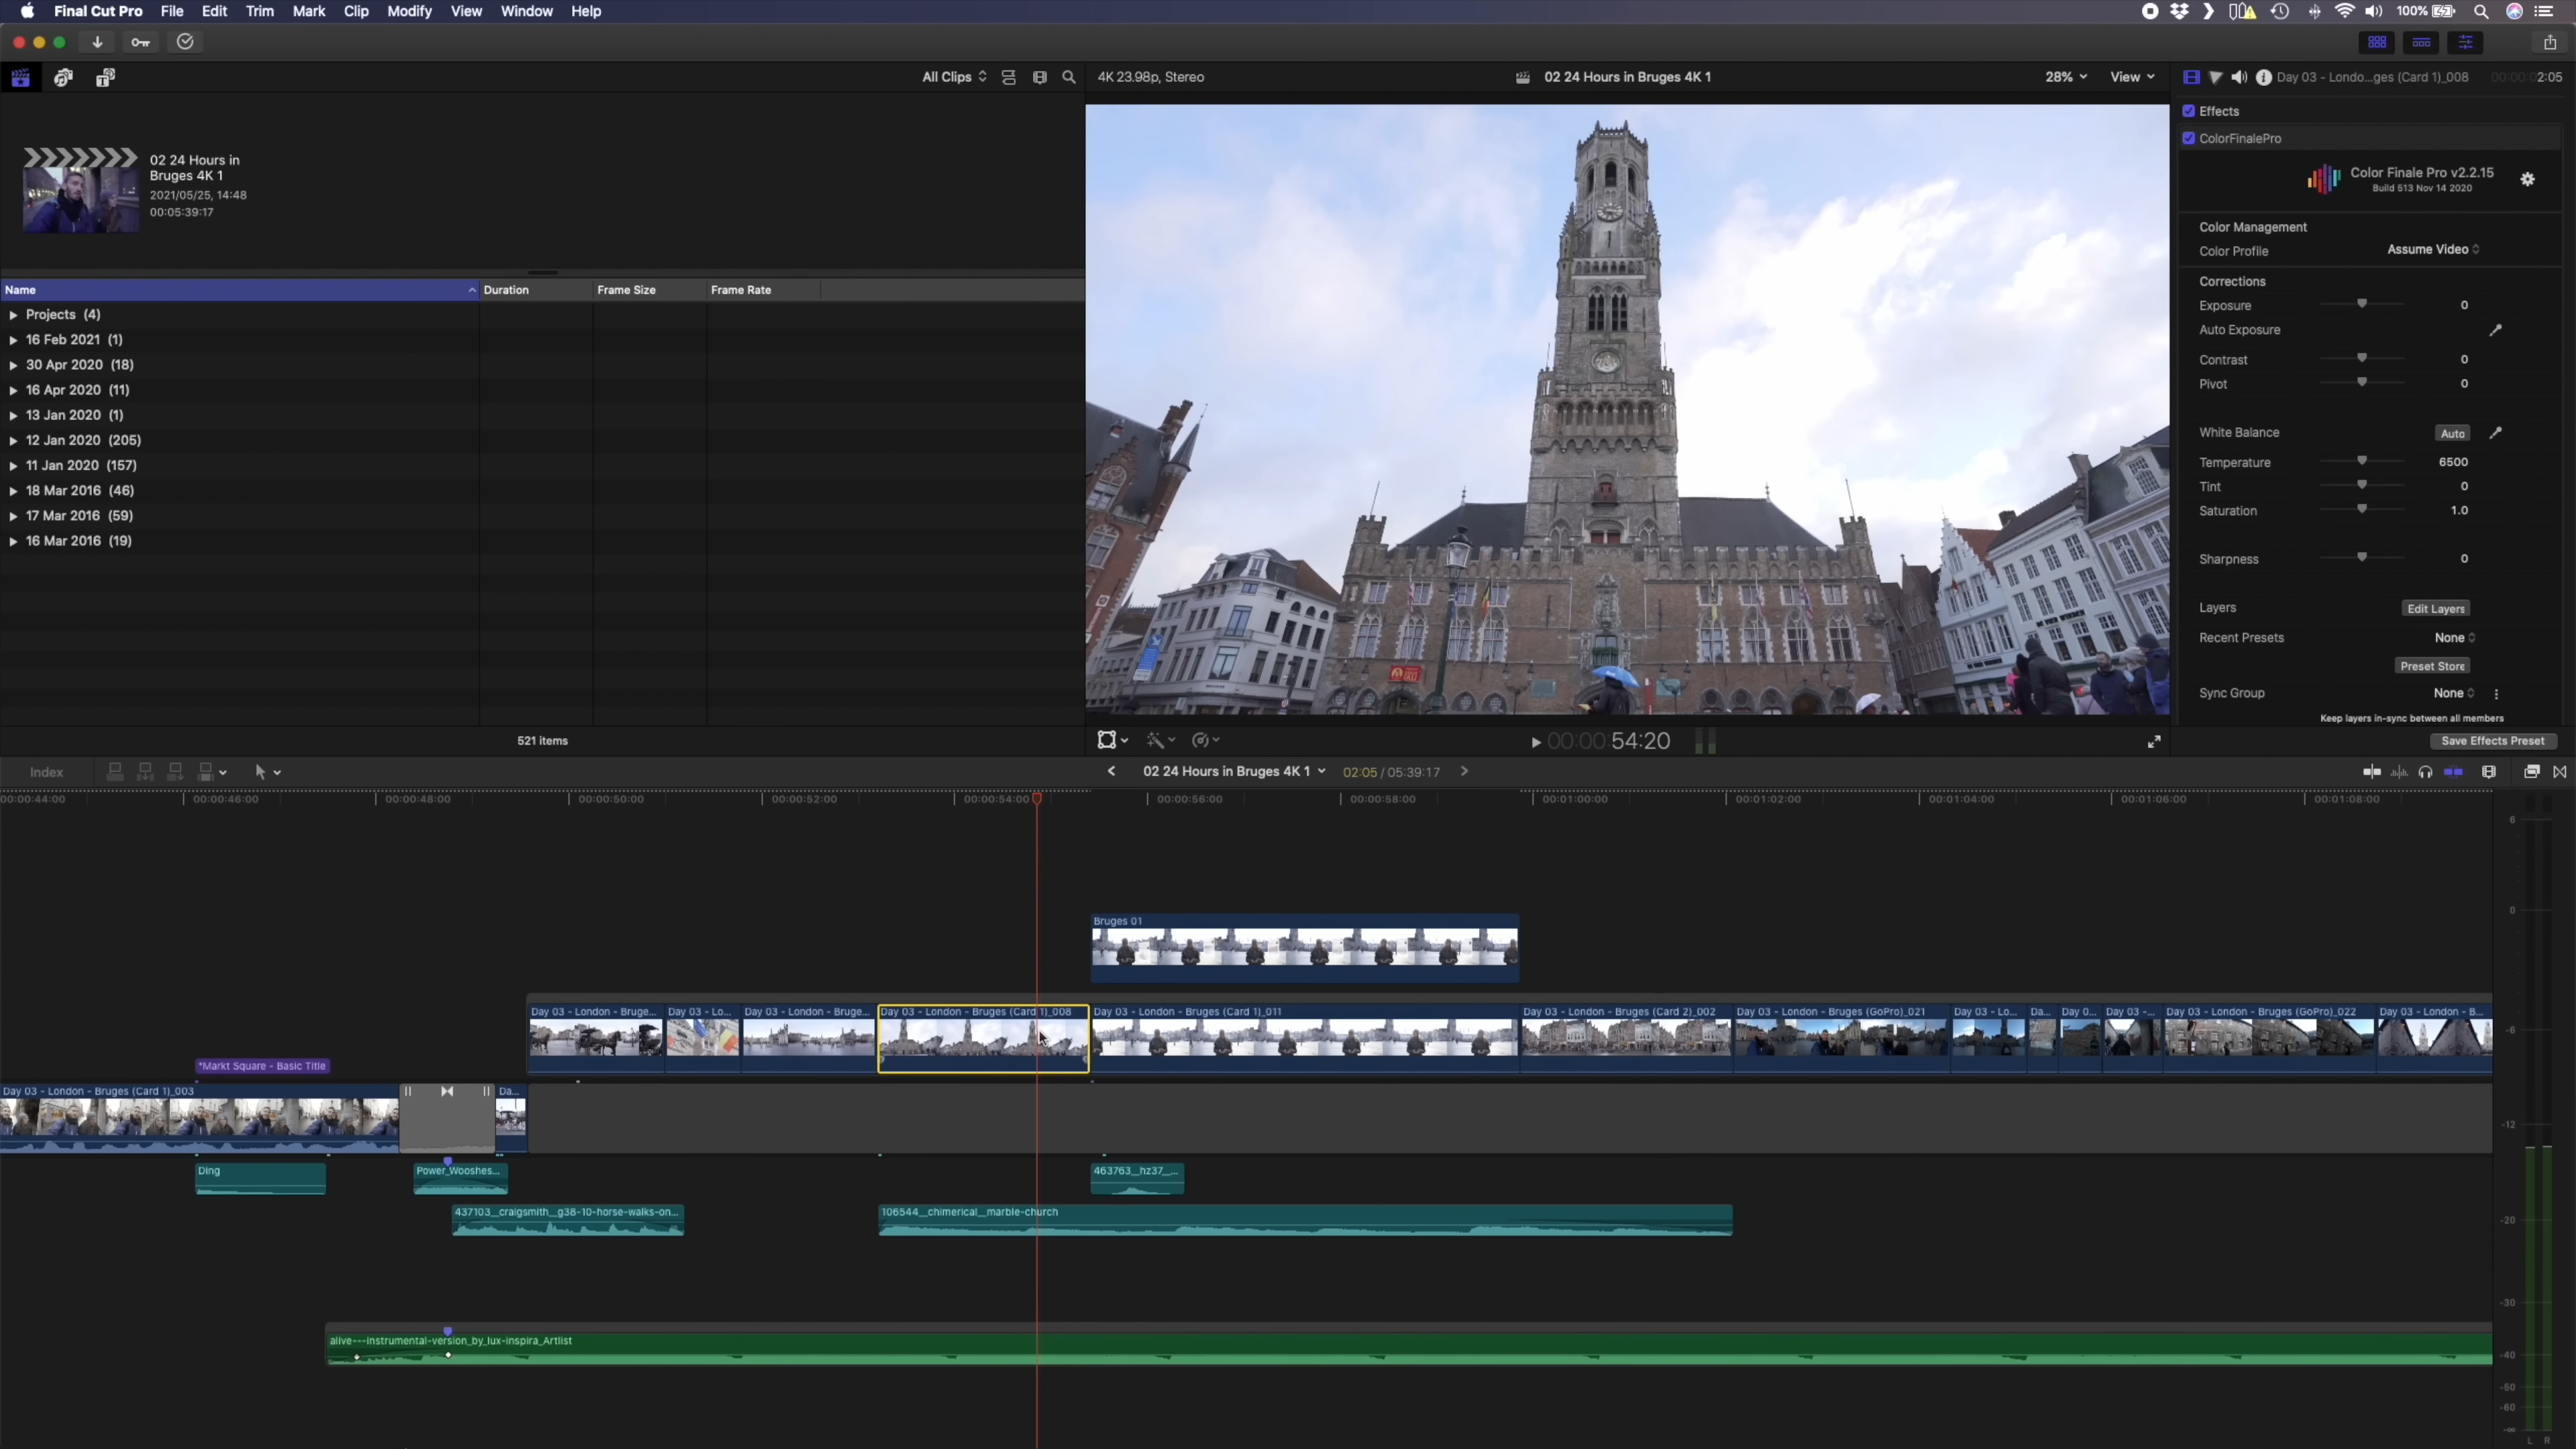 Final Cut Pro File Edit Trim Mark Clip Modify View Window Help 100%
All Clips
4K 23.98p, Stereo 02 24 Hours in Bruges 4K 1 28% View
Day 03 - Londo...ges (Card 1)_008 00:00:02:05
02 24 Hours in
Bruges 4K 1
2021/05/25, 14:48
00:05:39:17
Name Duration Frame Size Frame Rate
Projects (4)
16 Feb 2021 (1)
30 Apr 2020 (18)
16 Apr 2020 (11)
13 Jan 2020 (1)
12 Jan 2020 (205)
11 Jan 2020 (157)
18 Mar 2016 (46)
17 Mar 2016 (59)
16 Mar 2016 (19)
521 items
00:00:54:20
Effects
ColorFinalePro
Color Finale Pro v2.2.15
Build 513 Nov 14 2020
Color Management
Color Profile Assume Video
Corrections
Exposure 0
Auto Exposure
Contrast 0
Pivot 0
White Balance Auto
Temperature 6500
Tint 0
Saturation 1.0
Sharpness 0
Layers Edit Layers
Recent Presets None
Preset Store
Sync Group None
Keep layers in-sync between all members
Save Effects Preset
Index 02 24 Hours in Bruges 4K 1 02:05 / 05:39:17
00:00:44:00 00:00:46:00 00:00:48:00 00:00:50:00 00:00:52:00 00:00:54:00 00:00:56:00 00:00:58:00 00:01:00:00 00:01:02:00 00:01:04:00 00:01:06:00 00:01:08:00
Bruges 01
Day 03 - London - Bruge... Day 03 - Lo... Day 03 - London - Bruge... Day 03 - London - Bruges (Card 1)_008 Day 03 - London - Bruges (Card 1)_011 Day 03 - London - Bruges (Card 2)_002 Day 03 - London - Bruges (GoPro)_021 Day 03 - Lo... Da... Day 0... Day 03 -... Day 03 - London - Bruges (GoPro)_022 Day 03 - London - B...
*Markt Square - Basic Title
Day 03 - London - Bruges (Card 1)_003 Da...
Ding Power_Wooshes... 463763__hz37__...
437103__craigsmith__g38-10-horse-walks-on... 106544__chimerical__marble-church
alive---instrumental-version_by_lux-inspira_Artlist
6
0
-6
-12
-20
-30
-40
-50
-60
-∞
L R